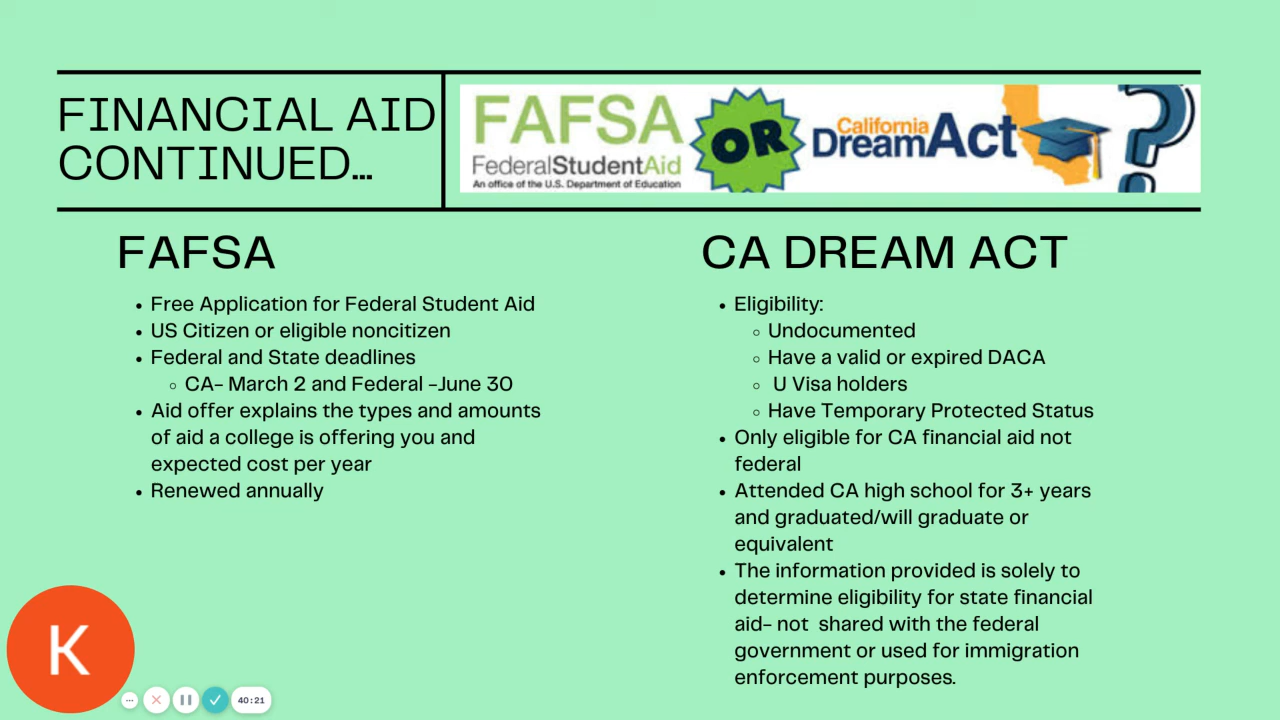 FINANCIAL AID
CONTINUED...
FAFSA
FederalStudentAid
An office of the U.S. Department of Education
OR
California
DreamAct
?
FAFSA
• Free Application for Federal Student Aid
• US Citizen or eligible noncitizen
• Federal and State deadlines
◦ CA- March 2 and Federal -June 30
• Aid offer explains the types and amounts
of aid a college is offering you and
expected cost per year
• Renewed annually
CA DREAM ACT
• Eligibility:
◦ Undocumented
◦ Have a valid or expired DACA
◦ U Visa holders
◦ Have Temporary Protected Status
• Only eligible for CA financial aid not
federal
• Attended CA high school for 3+ years
and graduated/will graduate or
equivalent
• The information provided is solely to
determine eligibility for state financial
aid- not  shared with the federal
government or used for immigration
enforcement purposes.
K
40:21